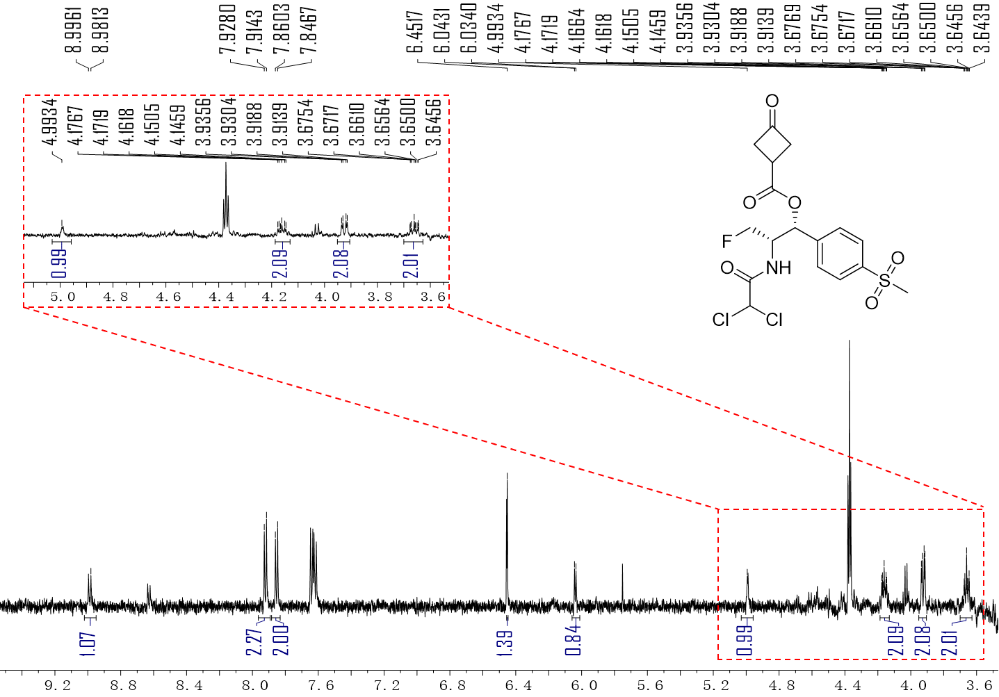 8.9961 8.9813 7.9280 7.9143 7.8603 7.8467 6.4517 6.0431 6.0340 4.9934 4.1767 4.1719 4.1664 4.1618 4.1505 4.1459 3.9356 3.9304 3.9188 3.9139 3.6769 3.6754 3.6717 3.6610 3.6564 3.6500 3.6456 3.6439
4.9934 4.1767 4.1719 4.1618 4.1505 4.1459 3.9356 3.9304 3.9188 3.9139 3.6754 3.6717 3.6610 3.6564 3.6500 3.6456
0.99 2.09 2.08 2.01
5.0 4.8 4.6 4.4 4.2 4.0 3.8 3.6
O
O O
F
O NH
O
S
O
Cl Cl
1.07 2.27 2.00 1.39 0.84 0.99 2.09 2.08 2.01
9.2 8.8 8.4 8.0 7.6 7.2 6.8 6.4 6.0 5.6 5.2 4.8 4.4 4.0 3.6